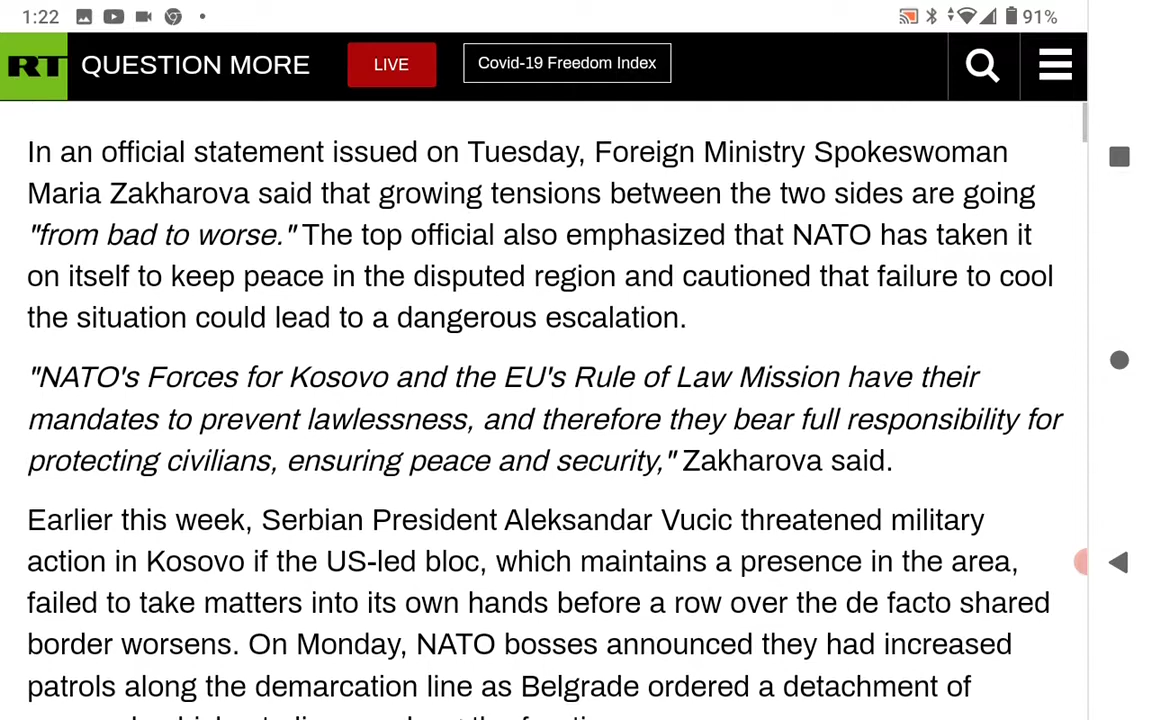 1:22
91%
RT QUESTION MORE LIVE Covid-19 Freedom Index
In an official statement issued on Tuesday, Foreign Ministry Spokeswoman
Maria Zakharova said that growing tensions between the two sides are going
"from bad to worse." The top official also emphasized that NATO has taken it
on itself to keep peace in the disputed region and cautioned that failure to cool
the situation could lead to a dangerous escalation.
"NATO's Forces for Kosovo and the EU's Rule of Law Mission have their
mandates to prevent lawlessness, and therefore they bear full responsibility for
protecting civilians, ensuring peace and security," Zakharova said.
Earlier this week, Serbian President Aleksandar Vucic threatened military
action in Kosovo if the US-led bloc, which maintains a presence in the area,
failed to take matters into its own hands before a row over the de facto shared
border worsens. On Monday, NATO bosses announced they had increased
patrols along the demarcation line as Belgrade ordered a detachment of